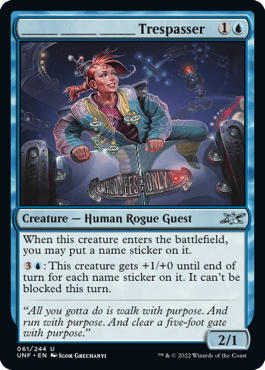 _____ _____ _____ Trespasser 1
EMPLOYEES ONLY
Creature — Human Rogue Guest
When this creature enters the battlefield,
you may put a name sticker on it.
3: This creature gets +1/+0 until end of
turn for each name sticker on it. It can't be
blocked this turn.
"All you gotta do is walk with purpose. And
run with purpose. And clear a five-foot gate
with purpose."
2/1
061/244 U
UNF • EN Igor Grechanyi
™ & © 2022 Wizards of the Coast